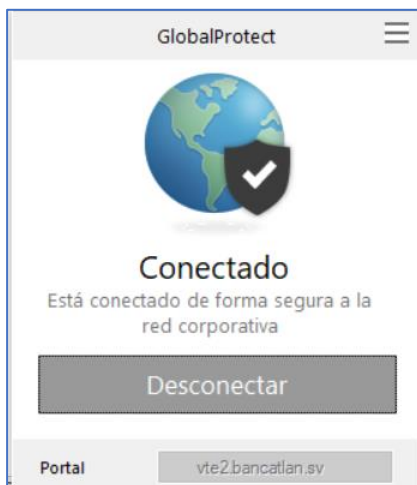 GlobalProtect
Conectado
Está conectado de forma segura a la
red corporativa
Desconectar
Portal vte2.bancatlan.sv